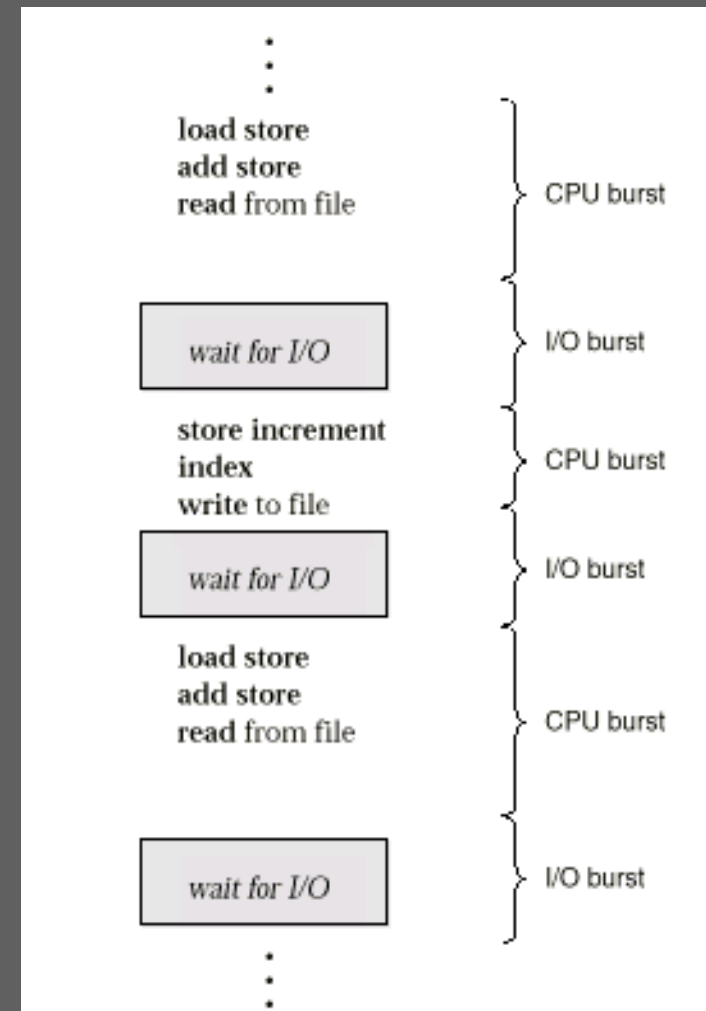 load store
add store
read from file
CPU burst
wait for I/O
I/O burst
store increment
index
write to file
CPU burst
wait for I/O
I/O burst
load store
add store
read from file
CPU burst
wait for I/O
I/O burst